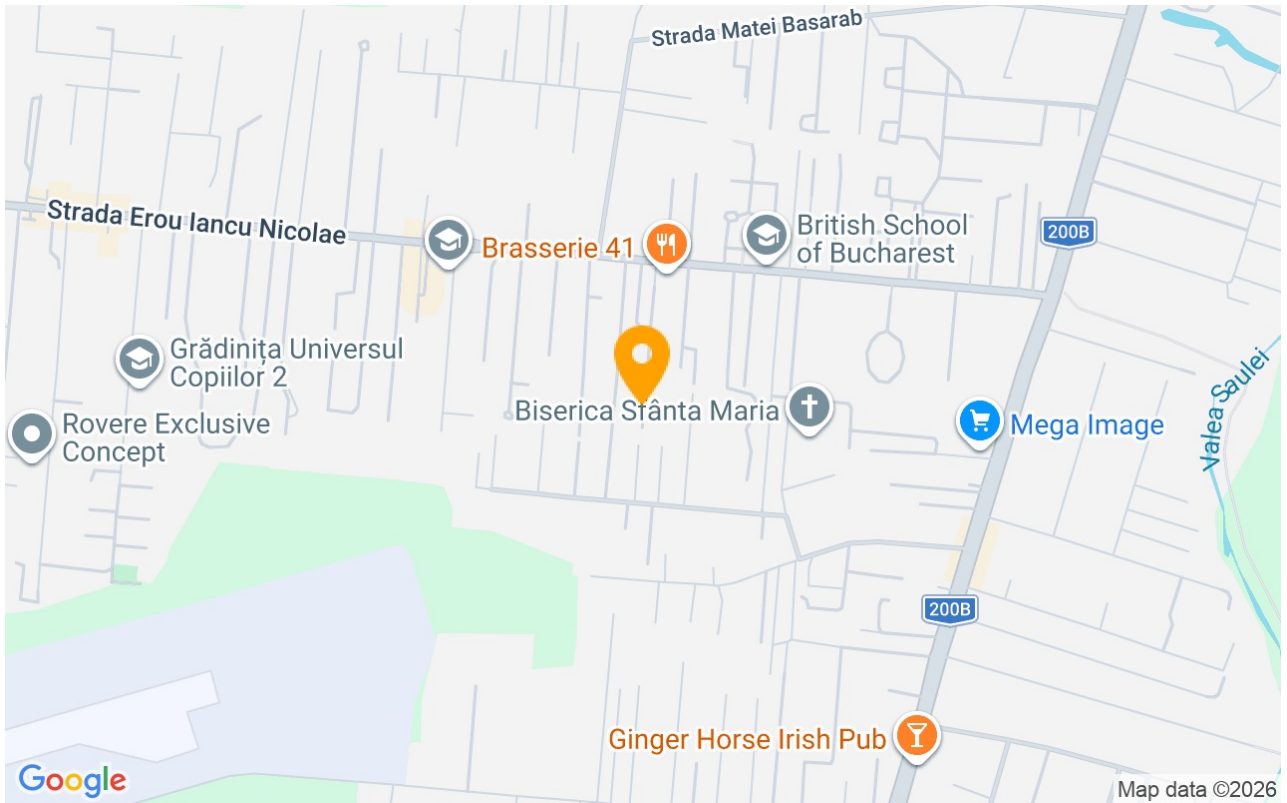 Strada Matei Basarab
Strada Erou Iancu Nicolae
Brasserie 41
British School
of Bucharest
200B
Grădinița Universul
Copiilor 2
Rovere Exclusive
Concept
Biserica Sfânta Maria
Mega Image
Valea Saulei
200B
Ginger Horse Irish Pub
Google
Map data ©2026